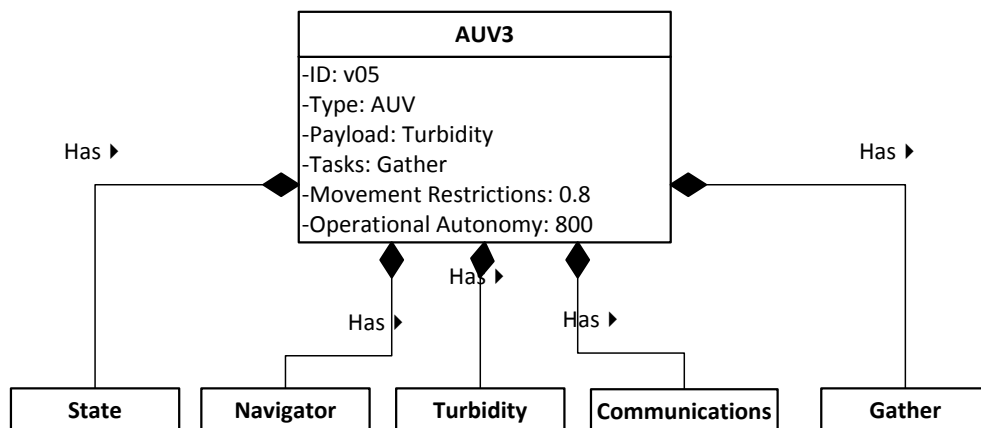 AUV3
-ID: v05
-Type: AUV
-Payload: Turbidity
-Tasks: Gather
-Movement Restrictions: 0.8
-Operational Autonomy: 800
Has
Has
Has
Has
Has
State
Navigator
Turbidity
Communications
Gather